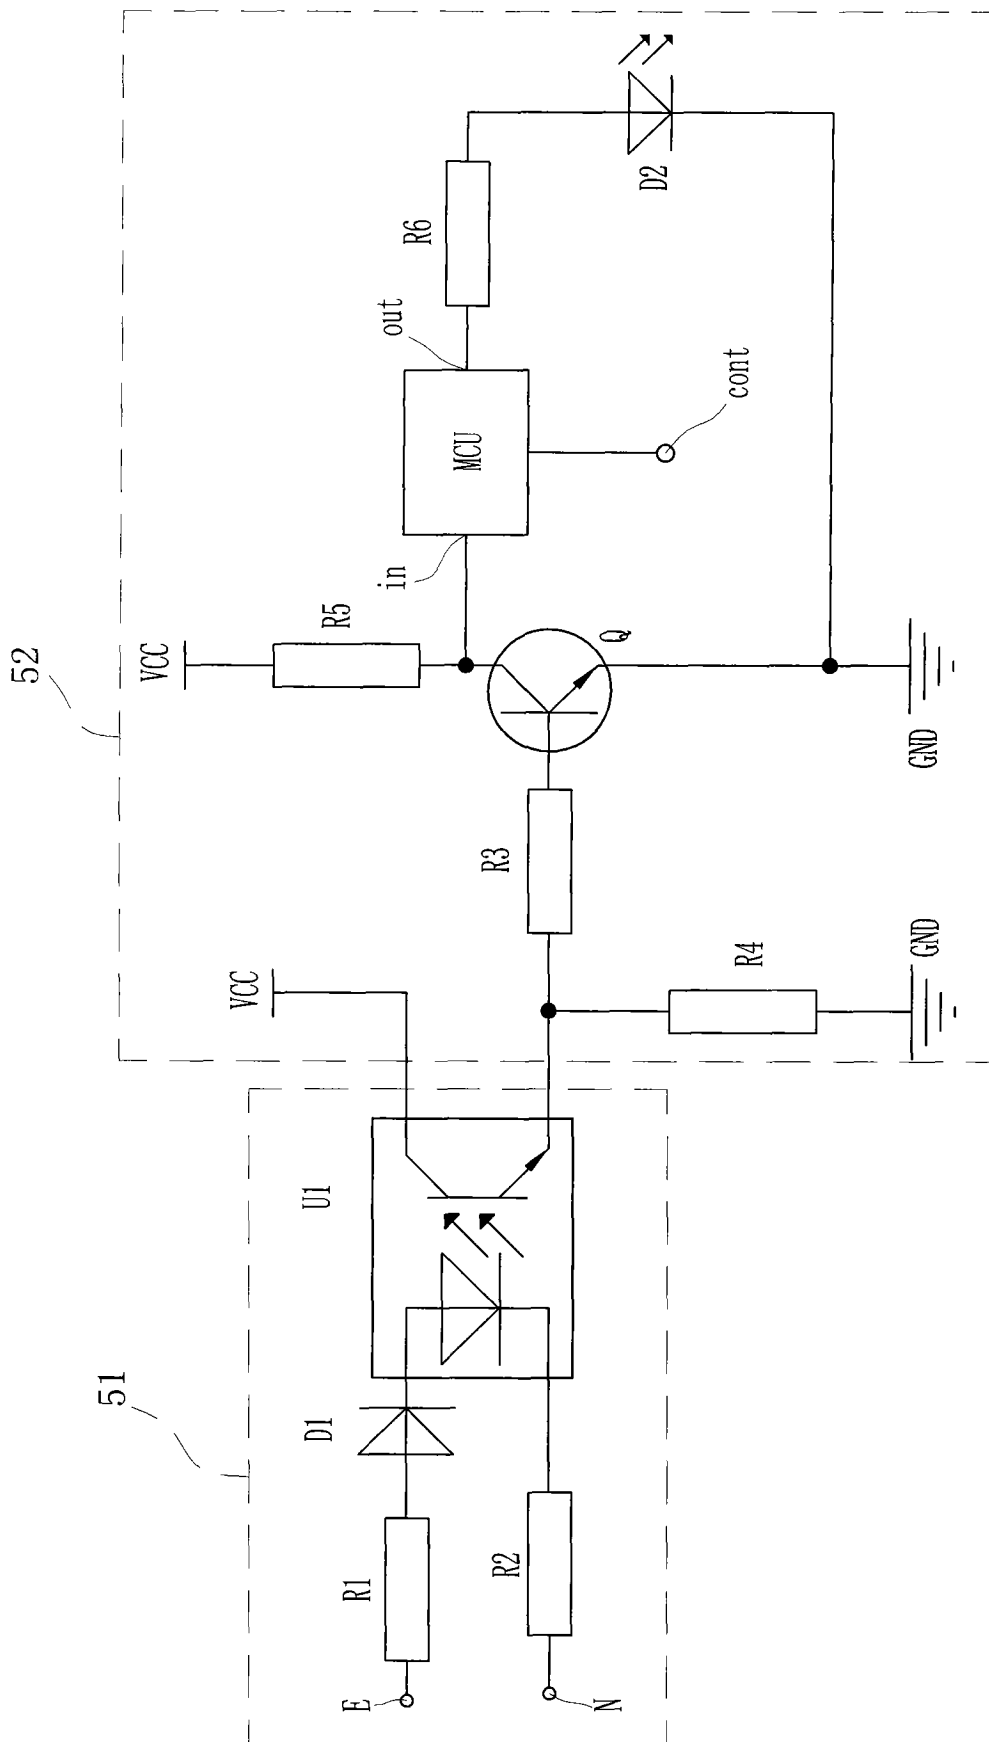 52
51
VCC
R5
VCC
in
MCU
out
R6
cont
D2
Q
GND
R3
R4
GND
U1
D1
R1
R2
E
N